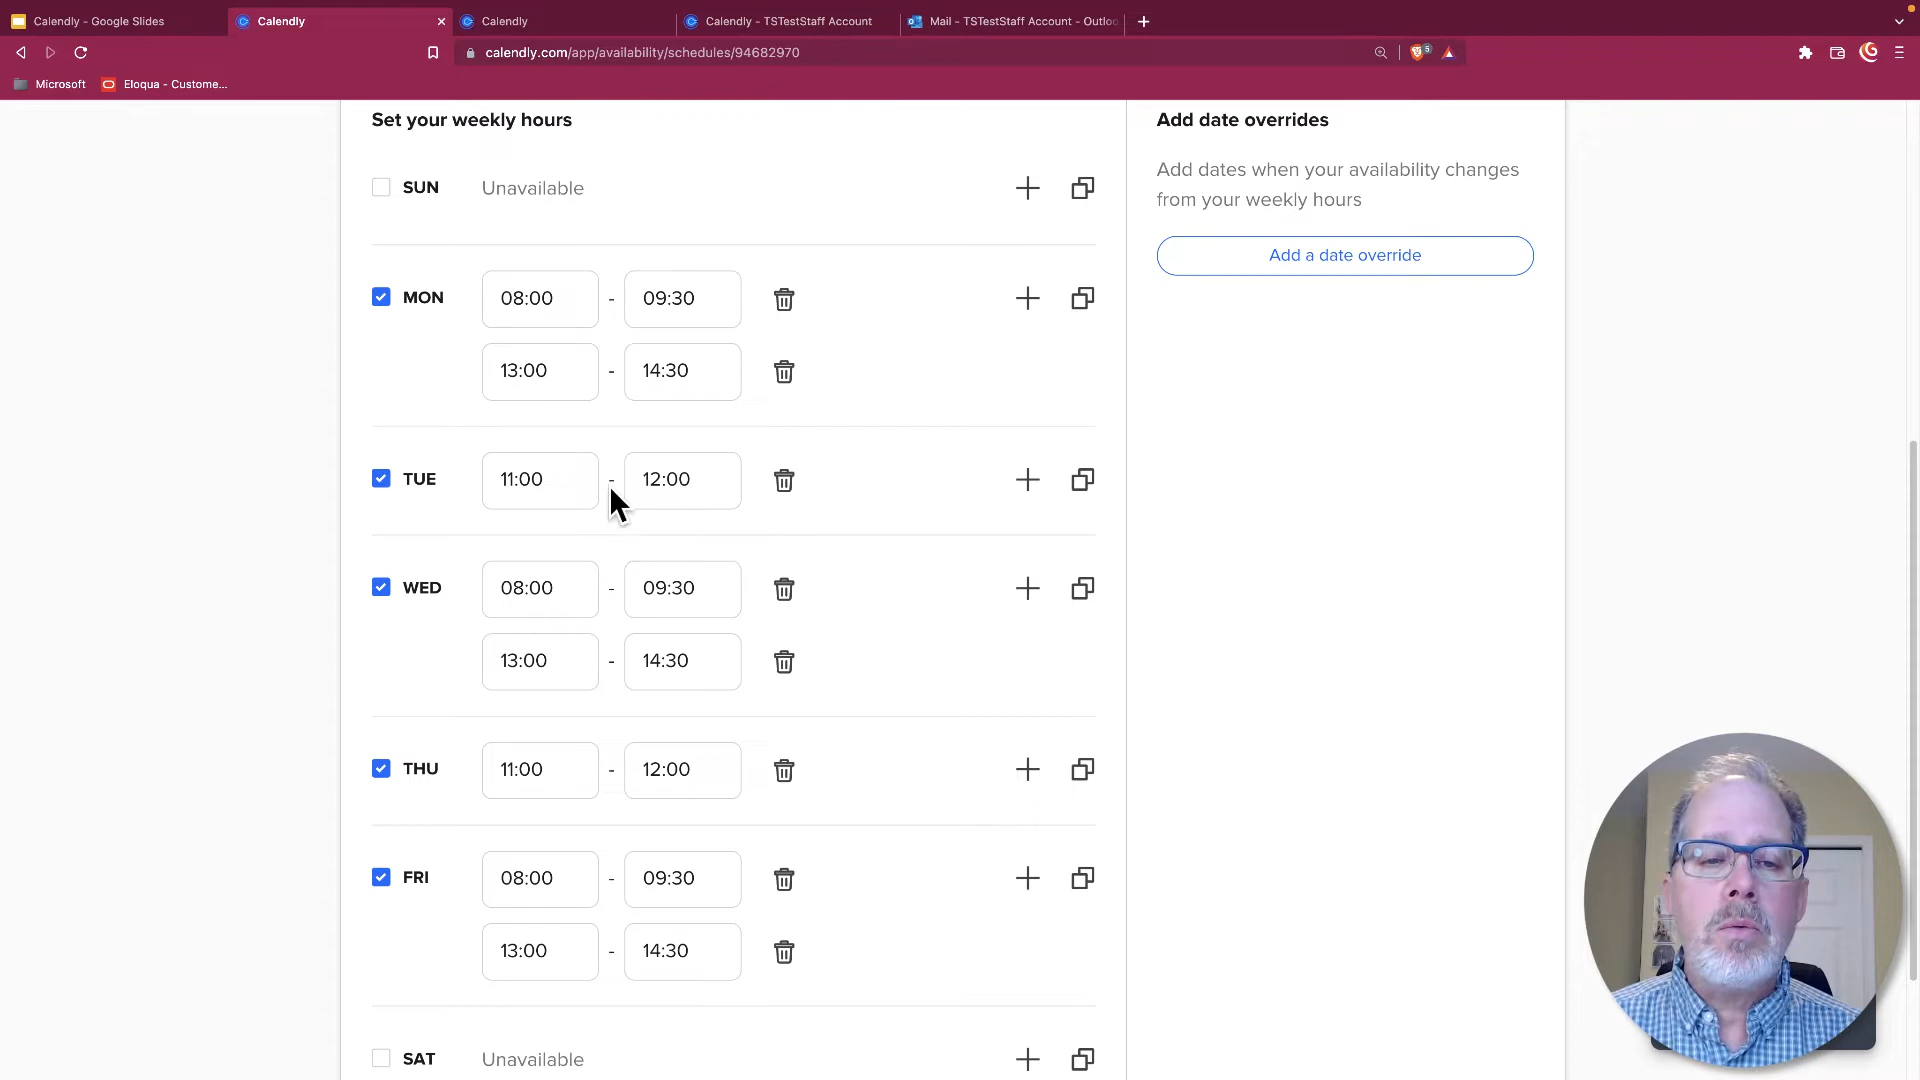 Calendly - Google Slides
Calendly
Calendly
Calendly - TSTestStaff Account
Mail - TSTestStaff Account - Outloo
calendly.com/app/availability/schedules/94682970
5
Microsoft
Eloqua - Custome...
Set your weekly hours
Add date overrides
Add dates when your availability changes
from your weekly hours
Add a date override
SUN Unavailable
MON 08:00 - 09:30
13:00 - 14:30
TUE 11:00 - 12:00
WED 08:00 - 09:30
13:00 - 14:30
THU 11:00 - 12:00
FRI 08:00 - 09:30
13:00 - 14:30
SAT Unavailable